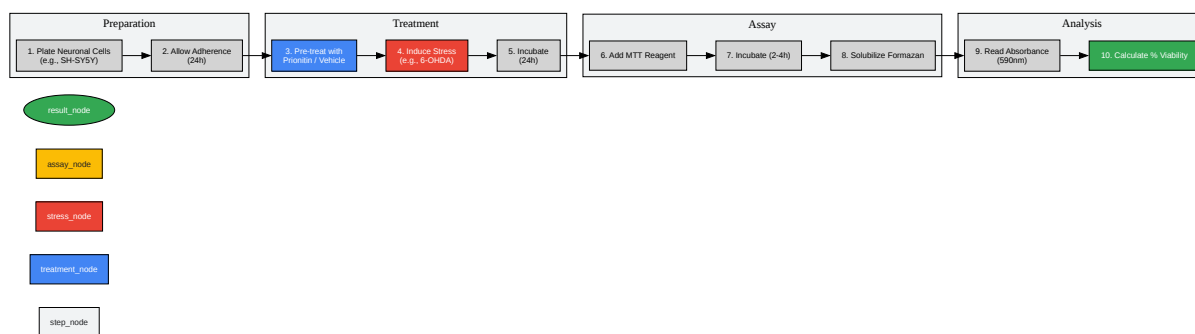 Preparation
1. Plate Neuronal Cells
(e.g., SH-SY5Y)
2. Allow Adherence
(24h)
Treatment
3. Pre-treat with
Prionitin / Vehicle
4. Induce Stress
(e.g., 6-OHDA)
5. Incubate
(24h)
Assay
6. Add MTT Reagent
7. Incubate (2-4h)
8. Solubilize Formazan
Analysis
9. Read Absorbance
(590nm)
10. Calculate % Viability
result_node
assay_node
stress_node
treatment_node
step_node